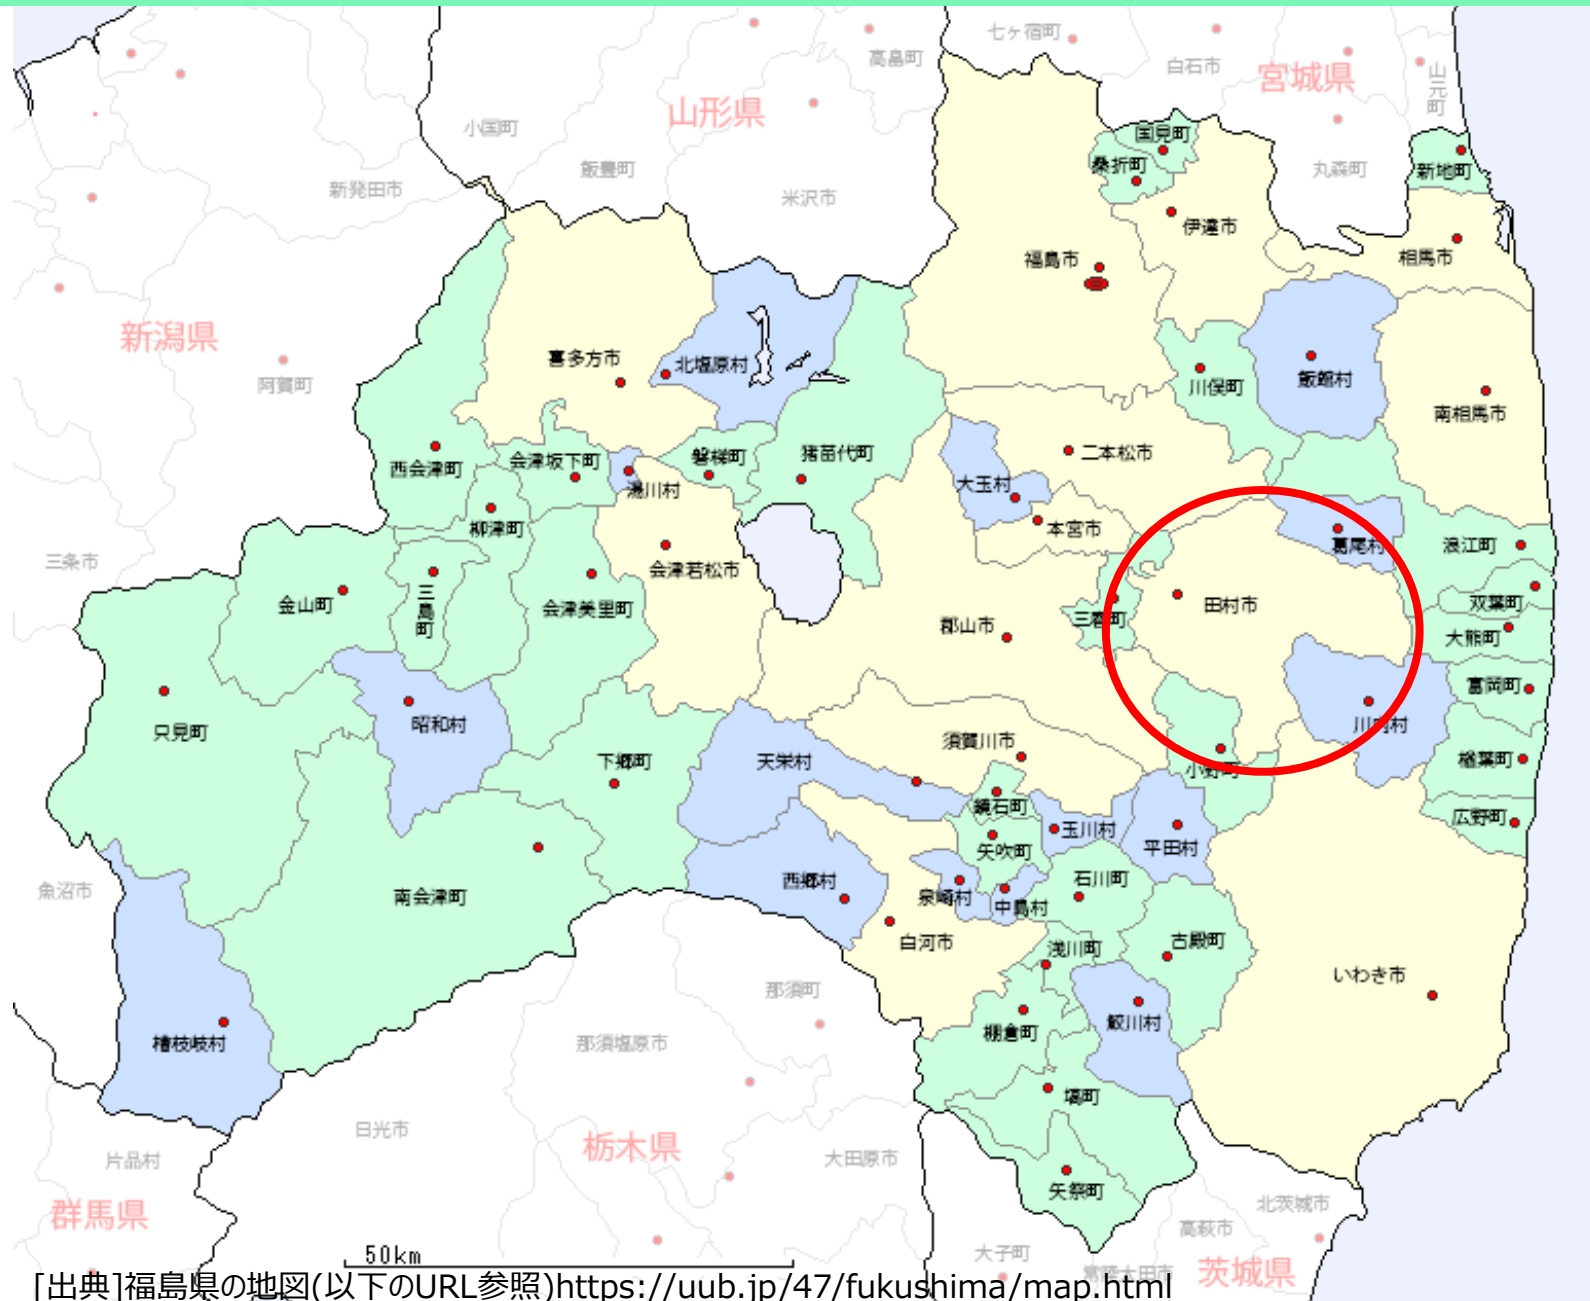 七ヶ宿町
高畠町
白石市
宮城県
山元町
山形県
小国町
国見町
飯豊町
桑折町
丸森町
新地町
新発田市
米沢市
伊達市
相馬市
福島市
新潟県
喜多方市
北塩原村
飯舘村
阿賀町
川俣町
南相馬市
西会津町
会津坂下町
磐梯町
猪苗代町
二本松市
大玉村
湯川村
柳津町
本宮市
葛尾村
浪江町
三条市
会津若松市
金山町
三島町
会津美里町
田村市
双葉町
郡山市
三春町
大熊町
富岡町
只見町
昭和村
川内村
須賀川市
下郷町
天栄村
楢葉町
小野町
鏡石町
広野町
玉川村
平田村
矢吹町
魚沼市
南会津町
西郷村
泉崎村
石川町
中島村
白河市
浅川町
古殿町
いわき市
那須町
檜枝岐村
那須塩原市
棚倉町
鮫川村
塙町
日光市
片品村
栃木県
大田原市
矢祭町
群馬県
北茨城市
高萩市
50km
大子町
常陸太田市
茨城県
[出典]福島県の地図(以下のURL参照)https://uub.jp/47/fukushima/map.html